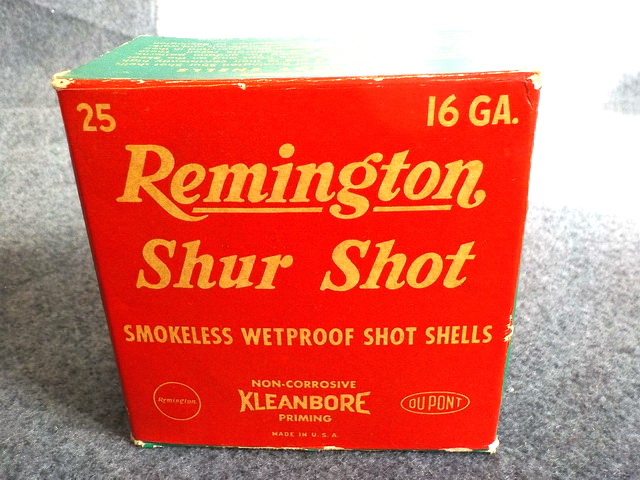 25
16 GA.
Remington
Shur Shot
SMOKELESS WETPROOF SHOT SHELLS
Remington
NON-CORROSIVE
KLEANBORE
PRIMING
DU PONT
MADE IN U.S.A.